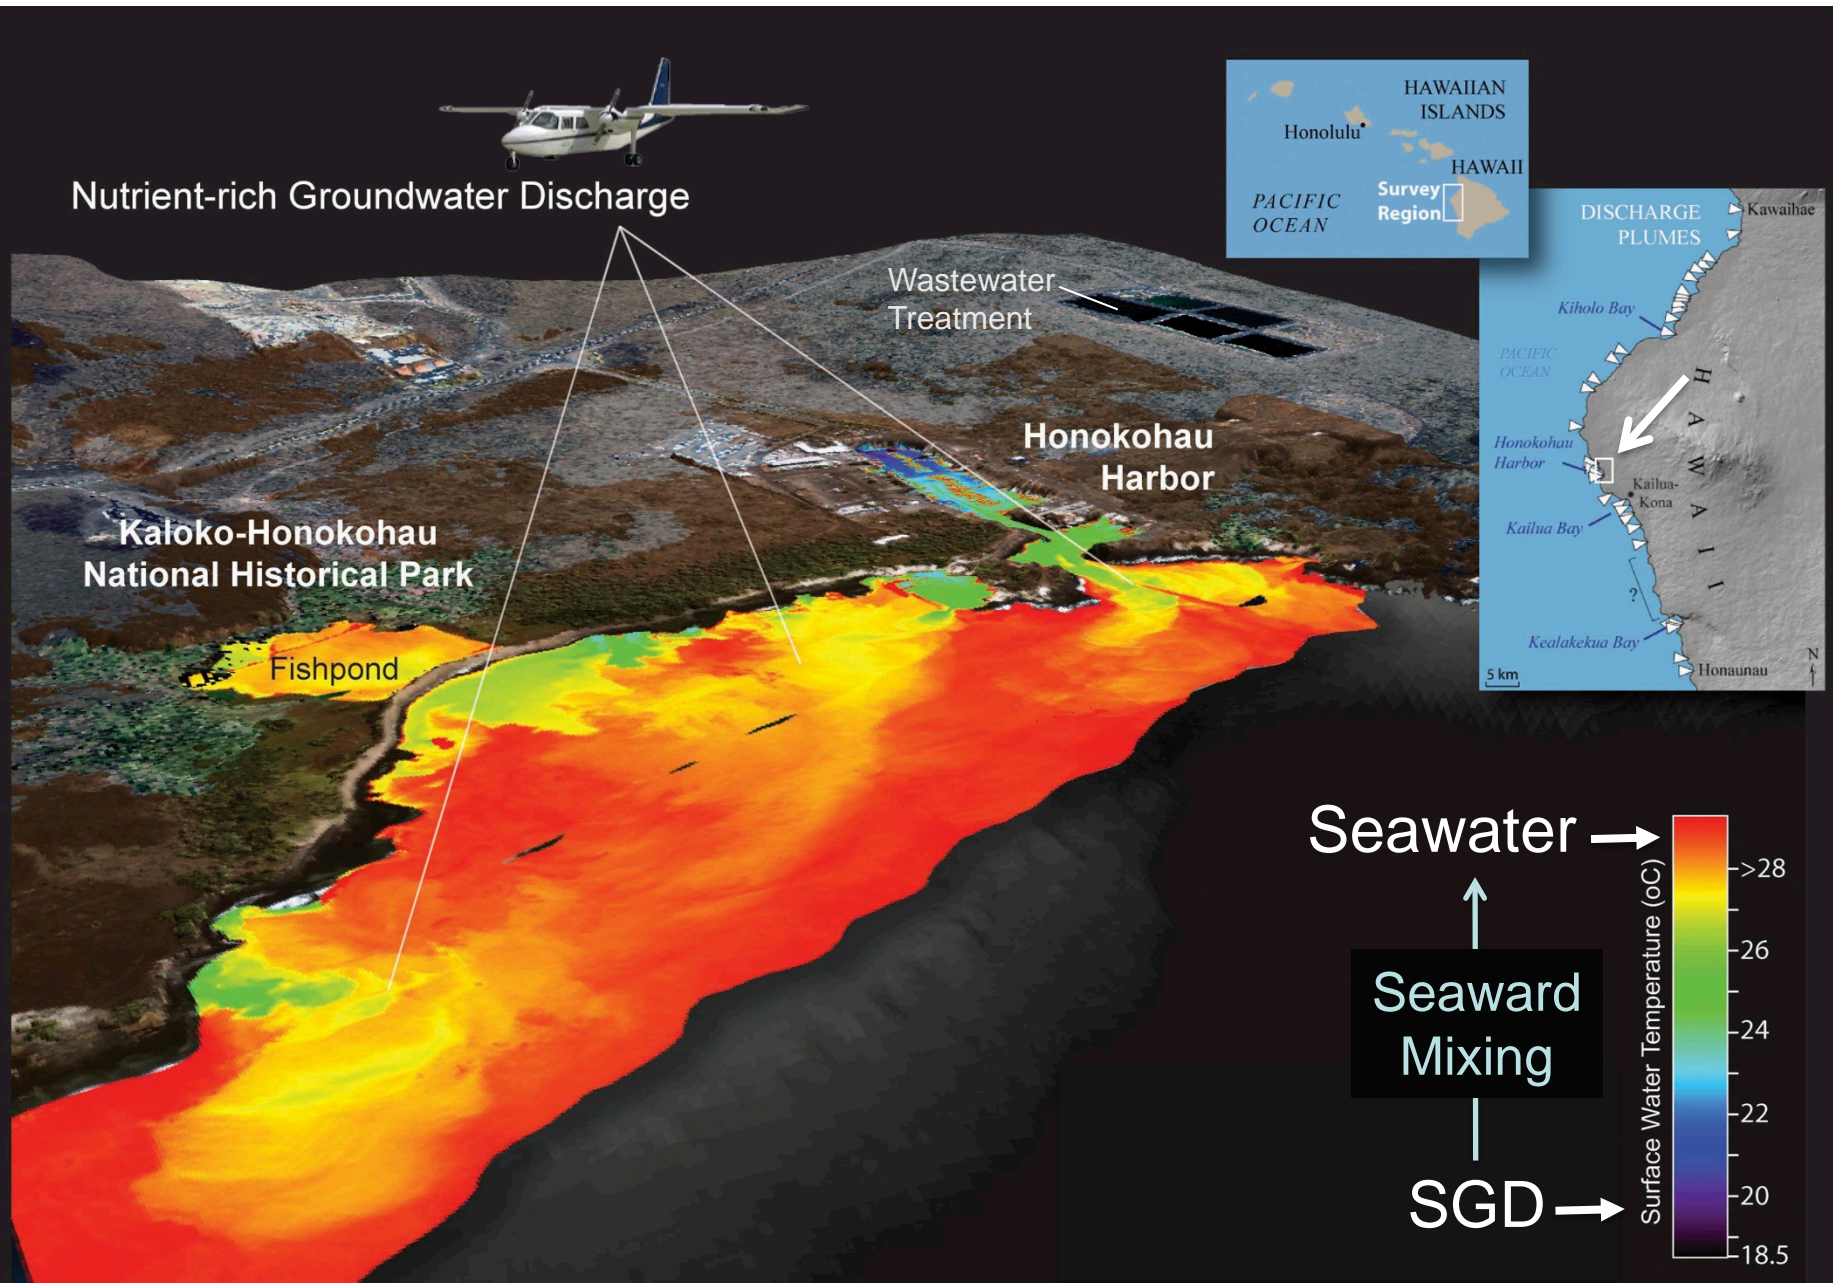 Nutrient-rich Groundwater Discharge
Wastewater
Treatment
Honokohau
Harbor
Kaloko-Honokohau
National Historical Park
Fishpond
HAWAIIAN
ISLANDS
Honolulu
HAWAII
Survey
Region
PACIFIC
OCEAN
DISCHARGE
PLUMES
Kawaihae
Kiholo Bay
PACIFIC
OCEAN
Honokohau
Harbor
Kailua-
Kona
Kailua Bay
HAWAII
?
Kealakekua Bay
Honaunau
5 km
N
Seawater
Seaward
Mixing
SGD
Surface Water Temperature (oC)
>28
26
24
22
20
18.5